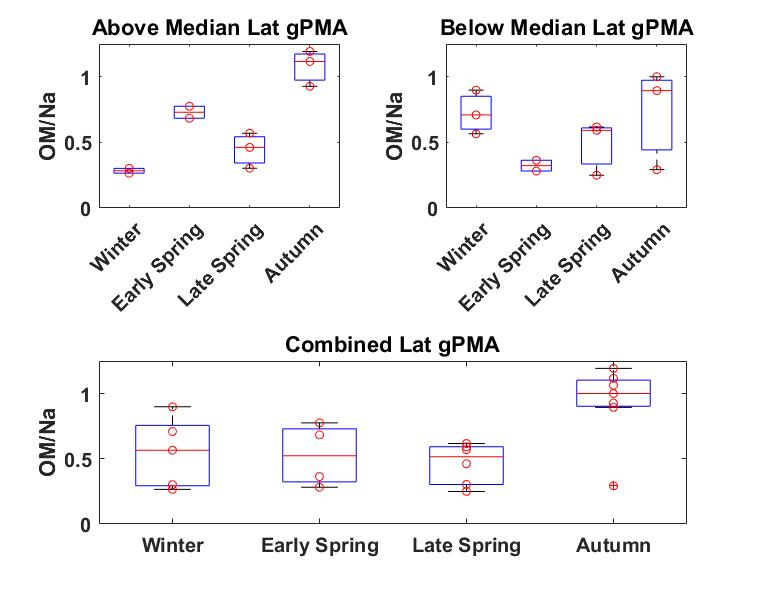 Above Median Lat gPMA
OM/Na
1
0.5
0
Winter
Early Spring
Late Spring
Autumn
Below Median Lat gPMA
OM/Na
1
0.5
0
Winter
Early Spring
Late Spring
Autumn
Combined Lat gPMA
OM/Na
1
0.5
0
Winter
Early Spring
Late Spring
Autumn